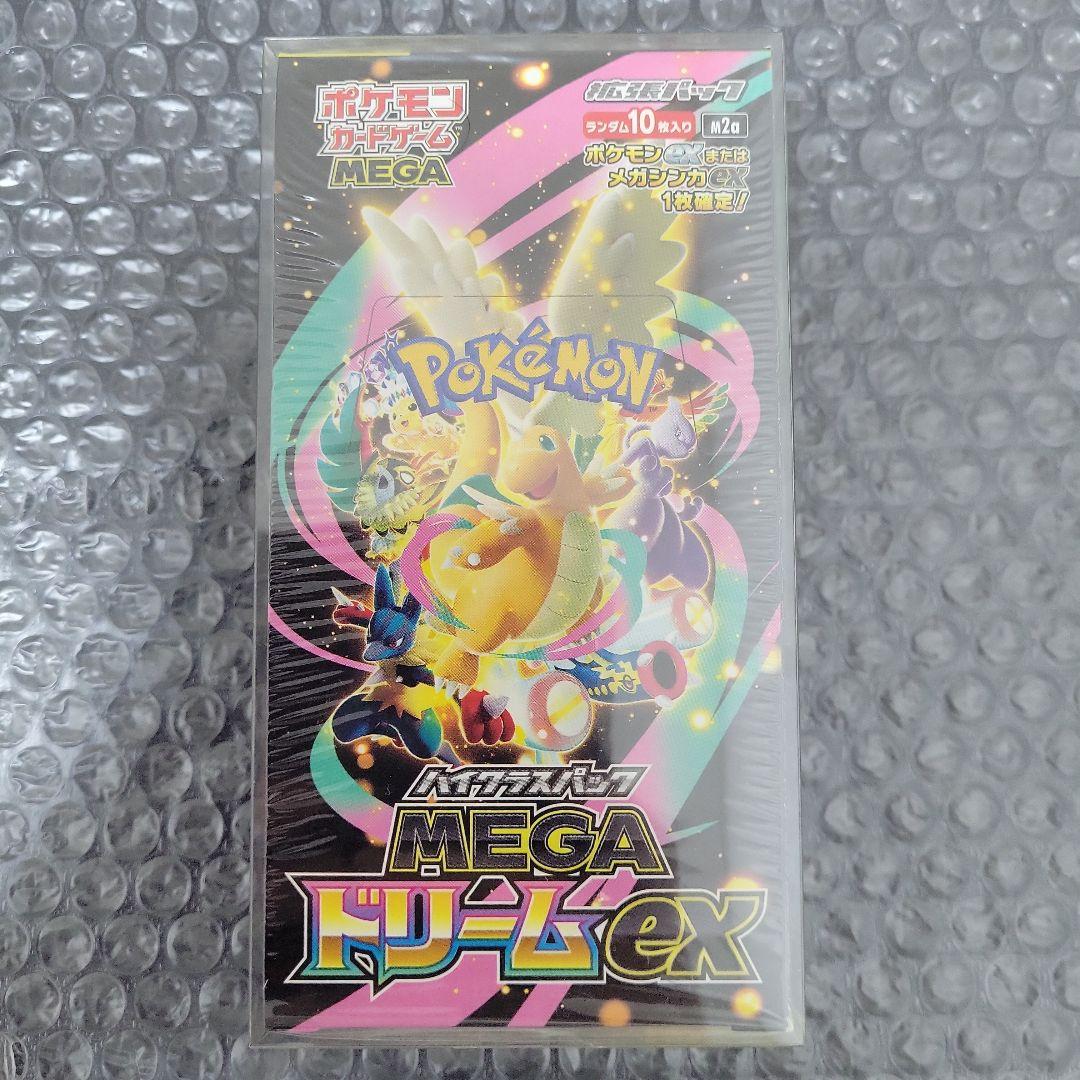 ポケモン
カードゲーム™
MEGA
拡張パック
ランダム10枚入り M2a
ポケモンexまたは
メガシンカex
1枚確定!
POKéMON™
ハイクラスパック
MEGA
ドリームex